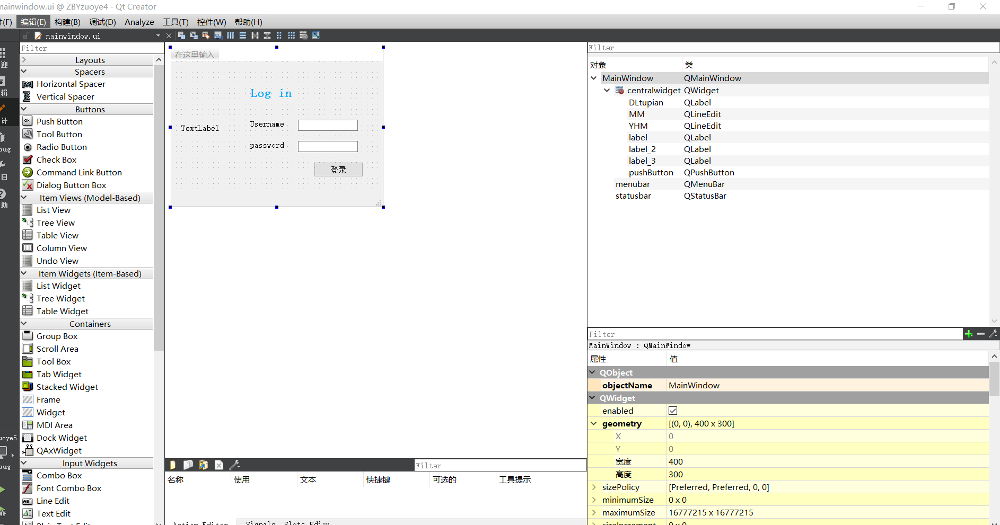 mainwindow.ui @ ZBYzuoye4 - Qt Creator
件(F) 编辑(E) 构建(B) 调试(D) Analyze 工具(T) 控件(W) 帮助(H)
mainwindow.ui
Filter
Layouts
Spacers
Horizontal Spacer
Vertical Spacer
Buttons
Push Button
Tool Button
Radio Button
Check Box
Command Link Button
Dialog Button Box
Item Views (Model-Based)
List View
Tree View
Table View
Column View
Undo View
Item Widgets (Item-Based)
List Widget
Tree Widget
Table Widget
Containers
Group Box
Scroll Area
Tool Box
Tab Widget
Stacked Widget
Frame
Widget
MDI Area
Dock Widget
QAxWidget
Input Widgets
Combo Box
Font Combo Box
Line Edit
Text Edit
迎
辑
计
oug
目
助
uoye5
oug
在这里输入
Log in
TextLabel
Username
password
登录
Filter
名称 使用 文本 快捷键 可选的 工具提示
Action Editor Signals Slots Edi…
Filter
对象 类
MainWindow QMainWindow
centralwidget QWidget
DLtupian QLabel
MM QLineEdit
YHM QLineEdit
label QLabel
label_2 QLabel
label_3 QLabel
pushButton QPushButton
menubar QMenuBar
statusbar QStatusBar
Filter
MainWindow : QMainWindow
属性 值
QObject
objectName MainWindow
QWidget
enabled
geometry [(0, 0), 400 x 300]
X 0
Y 0
宽度 400
高度 300
sizePolicy [Preferred, Preferred, 0, 0]
minimumSize 0 x 0
maximumSize 16777215 x 16777215
sizeIncrement 0 x 0